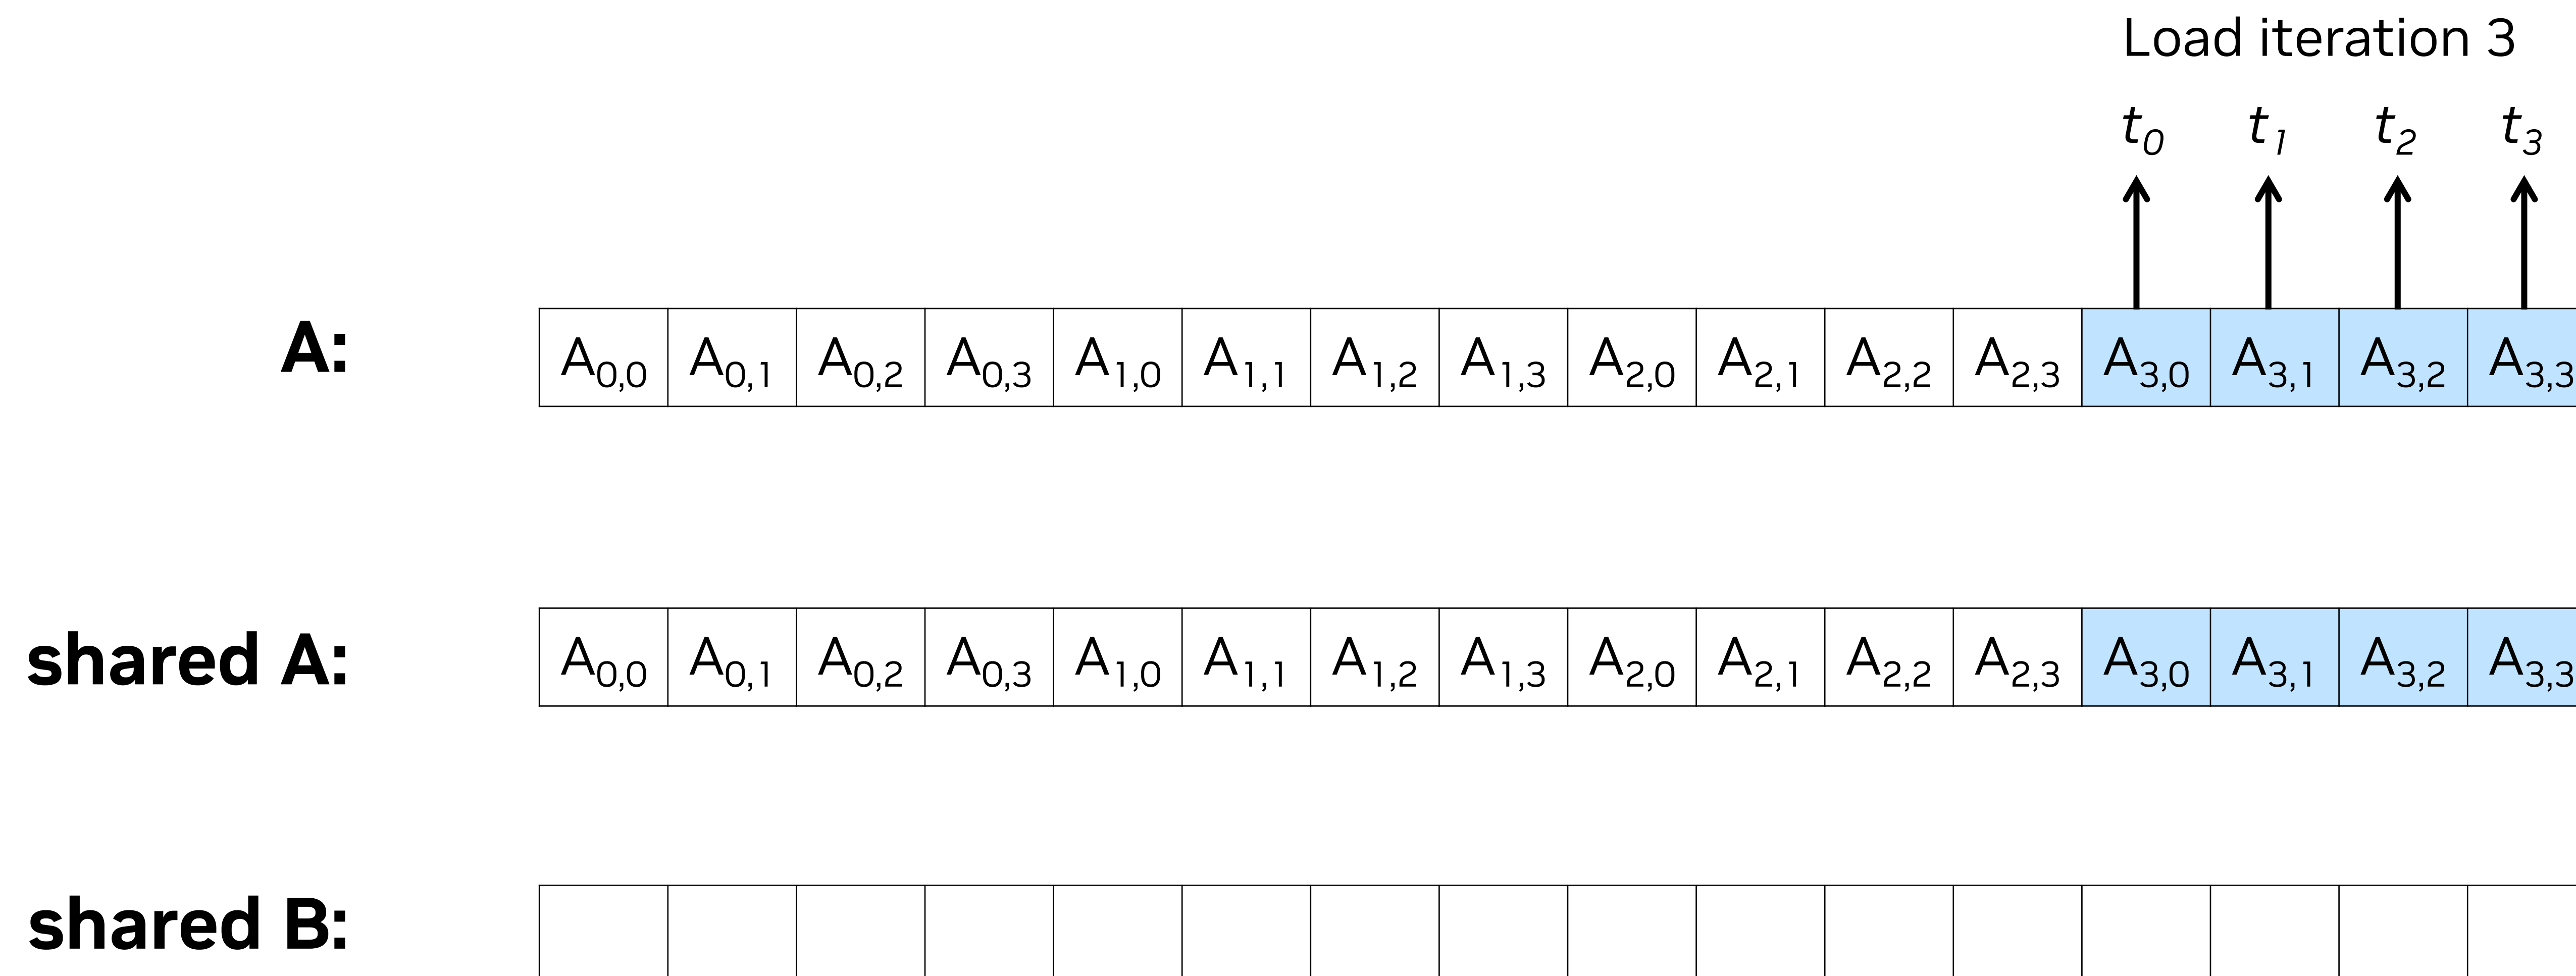 Load iteration 3
t0 t1 t2 t3
A: A0,0 A0,1 A0,2 A0,3 A1,0 A1,1 A1,2 A1,3 A2,0 A2,1 A2,2 A2,3 A3,0 A3,1 A3,2 A3,3
shared A: A0,0 A0,1 A0,2 A0,3 A1,0 A1,1 A1,2 A1,3 A2,0 A2,1 A2,2 A2,3 A3,0 A3,1 A3,2 A3,3
shared B: